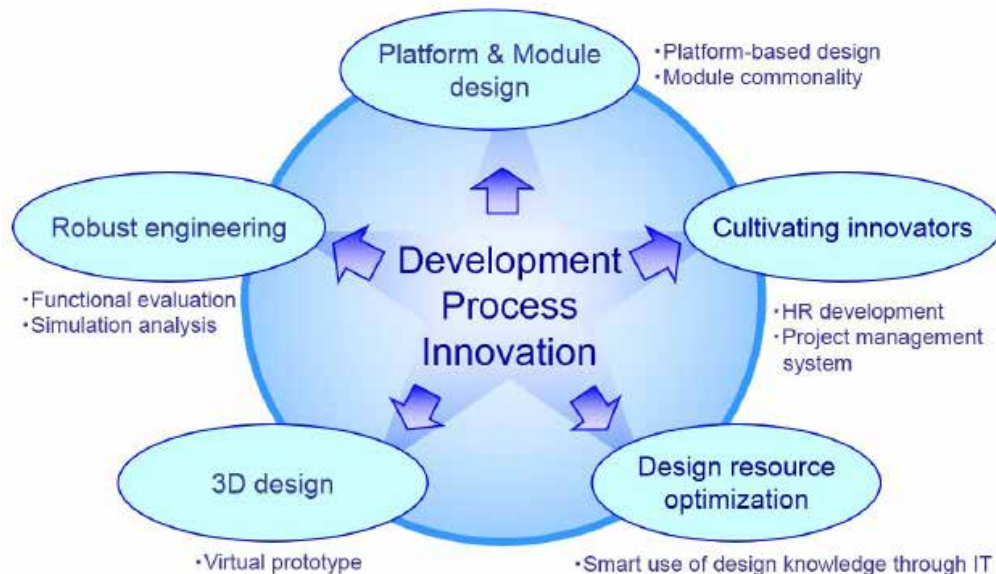 Platform & Module
design
・Platform-based design
・Module commonality
Robust engineering
・Functional evaluation
・Simulation analysis
Cultivating innovators
・HR development
・Project management
system
Development
Process
Innovation
3D design
・Virtual prototype
Design resource
optimization
・Smart use of design knowledge through IT